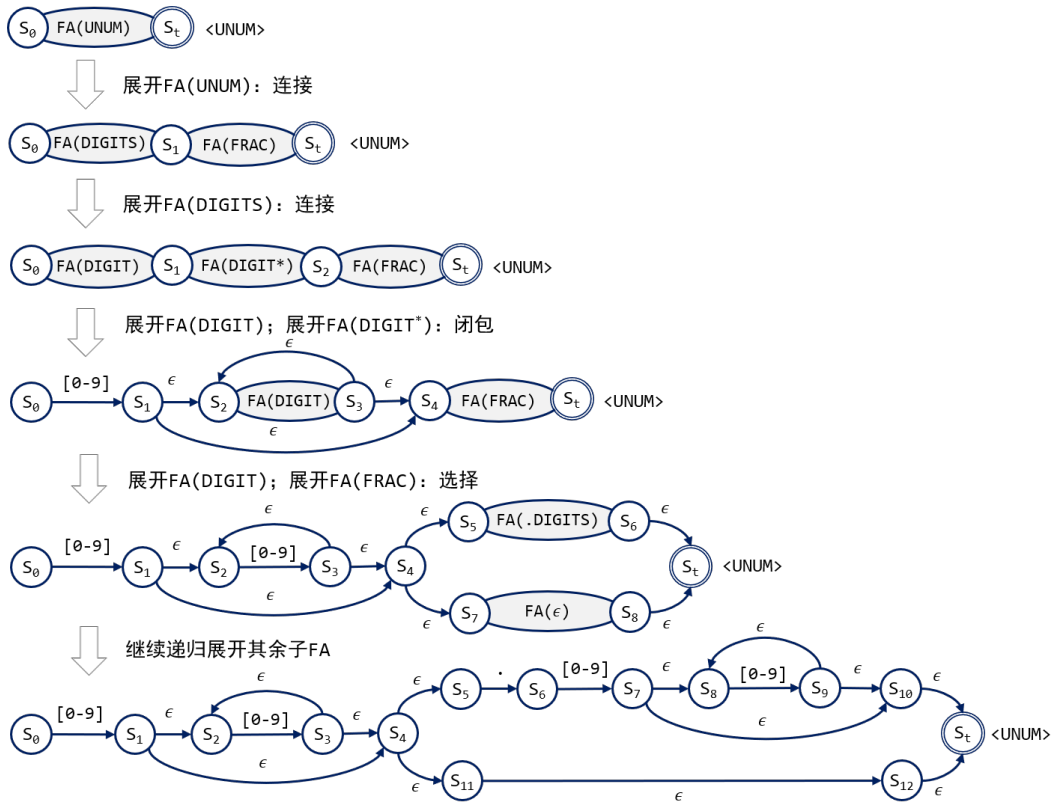 S₀ FA(UNUM) Sₜ <UNUM>
展开FA(UNUM)：连接
S₀ FA(DIGITS) S₁ FA(FRAC) Sₜ <UNUM>
展开FA(DIGITS)：连接
S₀ FA(DIGIT) S₁ FA(DIGIT*) S₂ FA(FRAC) Sₜ <UNUM>
展开FA(DIGIT)；展开FA(DIGIT*)：闭包
ϵ
[0-9] ϵ ϵ
S₀ S₁ S₂ FA(DIGIT) S₃ S₄ FA(FRAC) Sₜ <UNUM>
ϵ
展开FA(DIGIT)；展开FA(FRAC)：选择
ϵ ϵ S₅ FA(.DIGITS) S₆ ϵ
[0-9] ϵ [0-9] ϵ
S₀ S₁ S₂ S₃ S₄ Sₜ <UNUM>
ϵ ϵ S₇ FA(ϵ) S₈ ϵ
继续递归展开其余子FA
ϵ
ϵ ϵ S₅ . S₆ [0-9] S₇ ϵ S₈ [0-9] S₉ ϵ S₁₀ ϵ
[0-9] ϵ [0-9] ϵ ϵ
S₀ S₁ S₂ S₃ S₄ Sₜ <UNUM>
ϵ ϵ S₁₁ ϵ S₁₂ ϵ